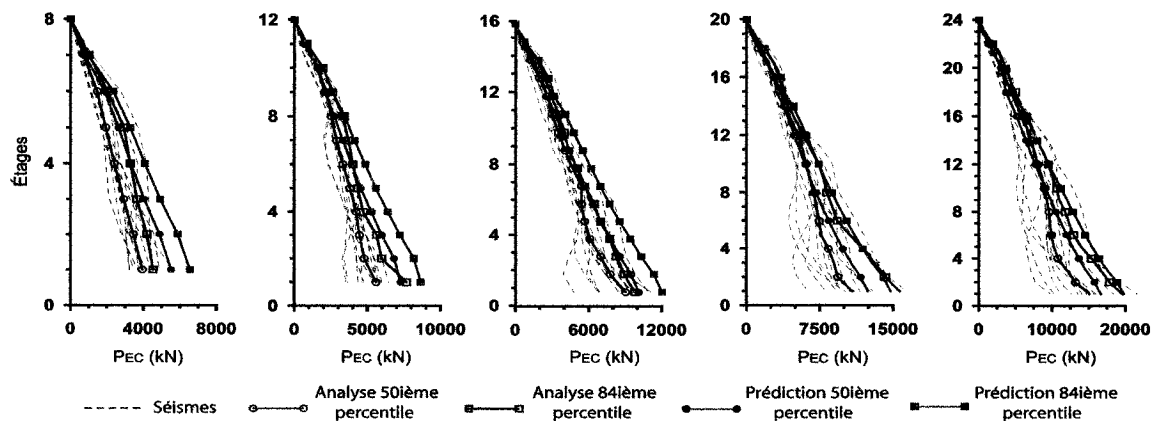 8
4
0
0 4000 8000
PEC (kN)
Étages
12
8
4
0
0 5000 10000
PEC (kN)
16
12
8
4
0
0 6000 12000
PEC (kN)
20
16
12
8
4
0
0 7500 15000
PEC (kN)
24
20
16
12
8
4
0
0 10000 20000
PEC (kN)
Séismes
Analyse 50ième
percentile
Analyse 84ième
percentile
Prédiction 50ième
percentile
Prédiction 84ième
percentile